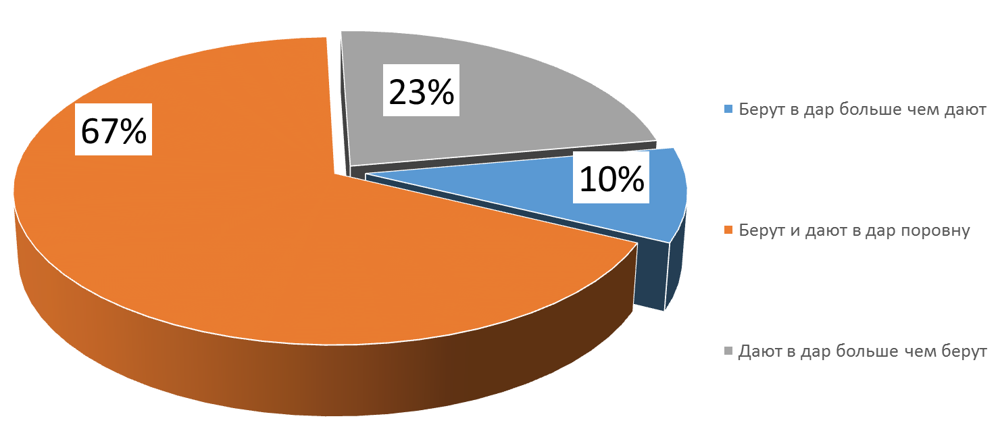 23%
67%
10%
Берут в дар больше чем дают
Берут и дают в дар поровну
Дают в дар больше чем берут